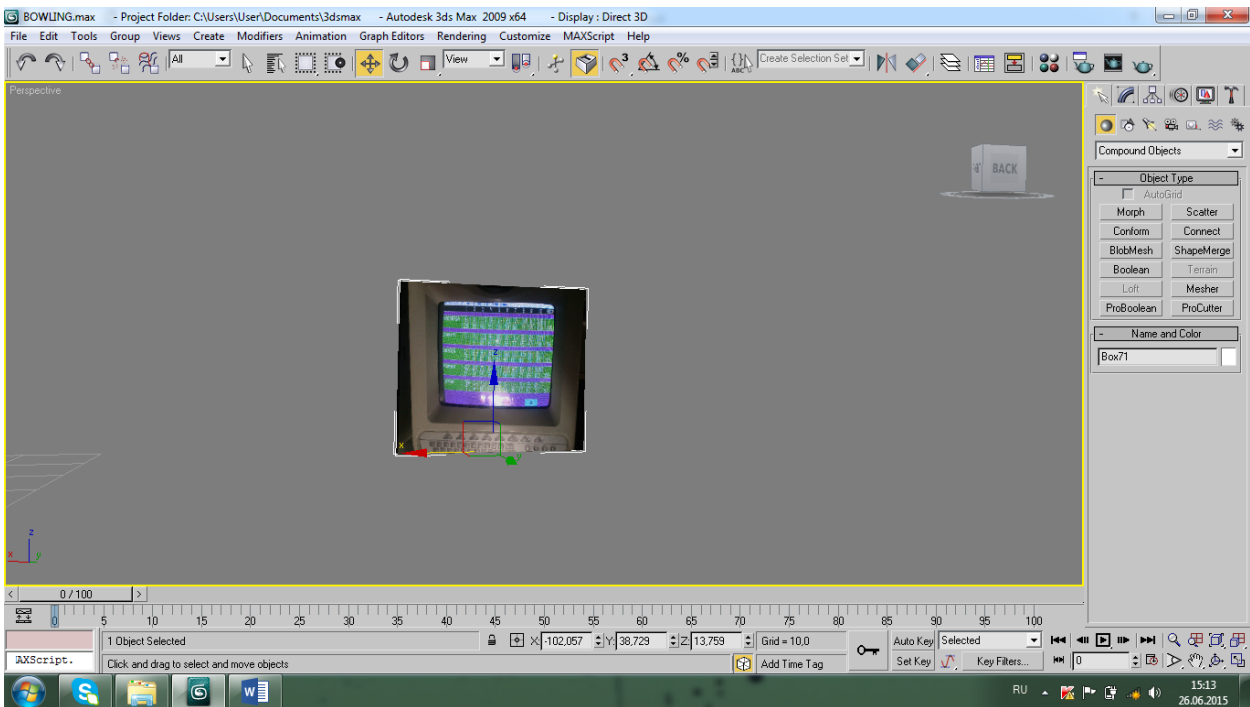 BOWLING.max - Project Folder: C:\Users\User\Documents\3dsmax - Autodesk 3ds Max 2009 x64 - Display : Direct 3D
File Edit Tools Group Views Create Modifiers Animation Graph Editors Rendering Customize MAXScript Help
All View Create Selection Set
Perspective
BACK
Compound Objects
- Object Type
AutoGrid
Morph Scatter
Conform Connect
BlobMesh ShapeMerge
Boolean Terrain
Loft Mesher
ProBoolean ProCutter
- Name and Color
Box71
z
x y
z
x y
< 0 / 100 >
0 5 10 15 20 25 30 35 40 45 50 55 60 65 70 75 80 85 90 95 100
1 Object Selected X: -102,057 Y: 38,729 Z: 13,759 Grid = 10,0 Auto Key Selected
AXScript. Click and drag to select and move objects Add Time Tag Set Key Key Filters... 0
RU 15:13
26.06.2015